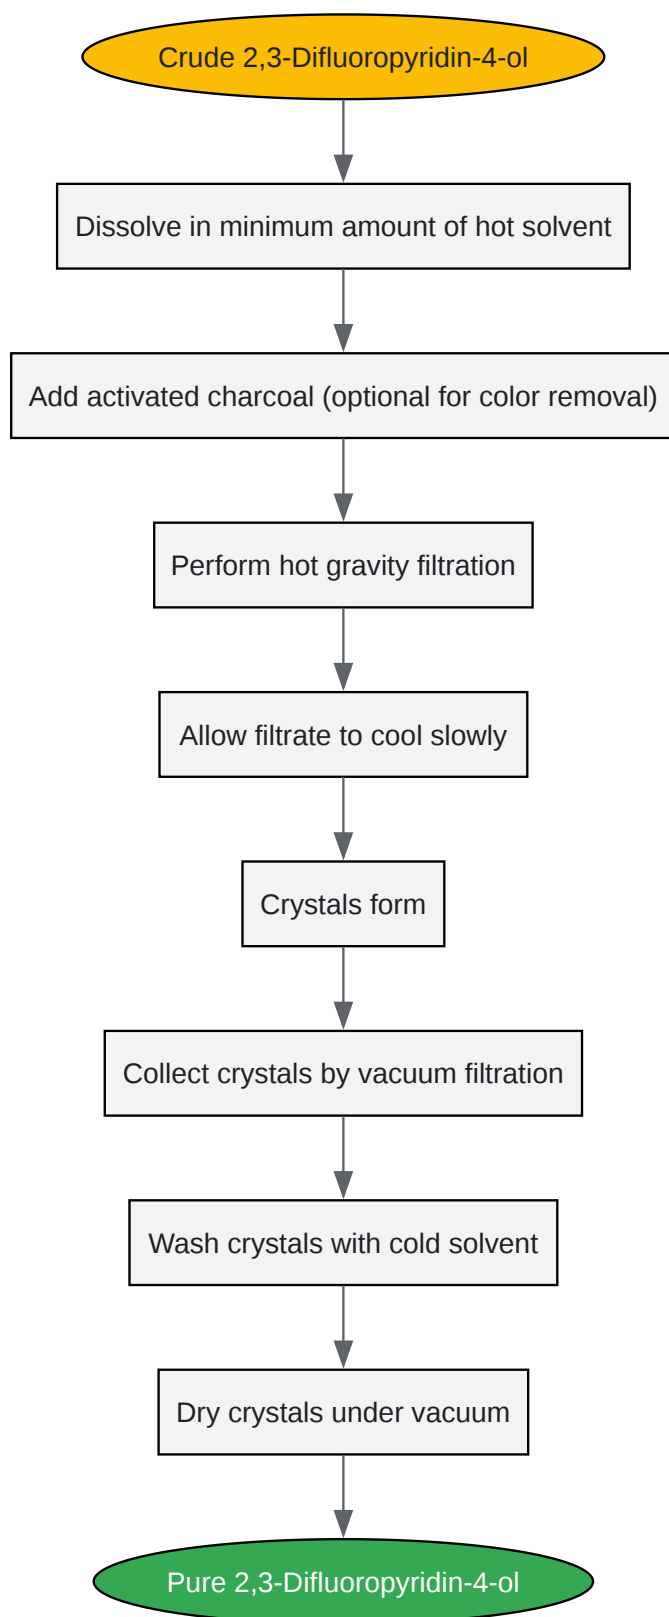 Crude 2,3-Difluoropyridin-4-ol
Dissolve in minimum amount of hot solvent
Add activated charcoal (optional for color removal)
Perform hot gravity filtration
Allow filtrate to cool slowly
Crystals form
Collect crystals by vacuum filtration
Wash crystals with cold solvent
Dry crystals under vacuum
Pure 2,3-Difluoropyridin-4-ol